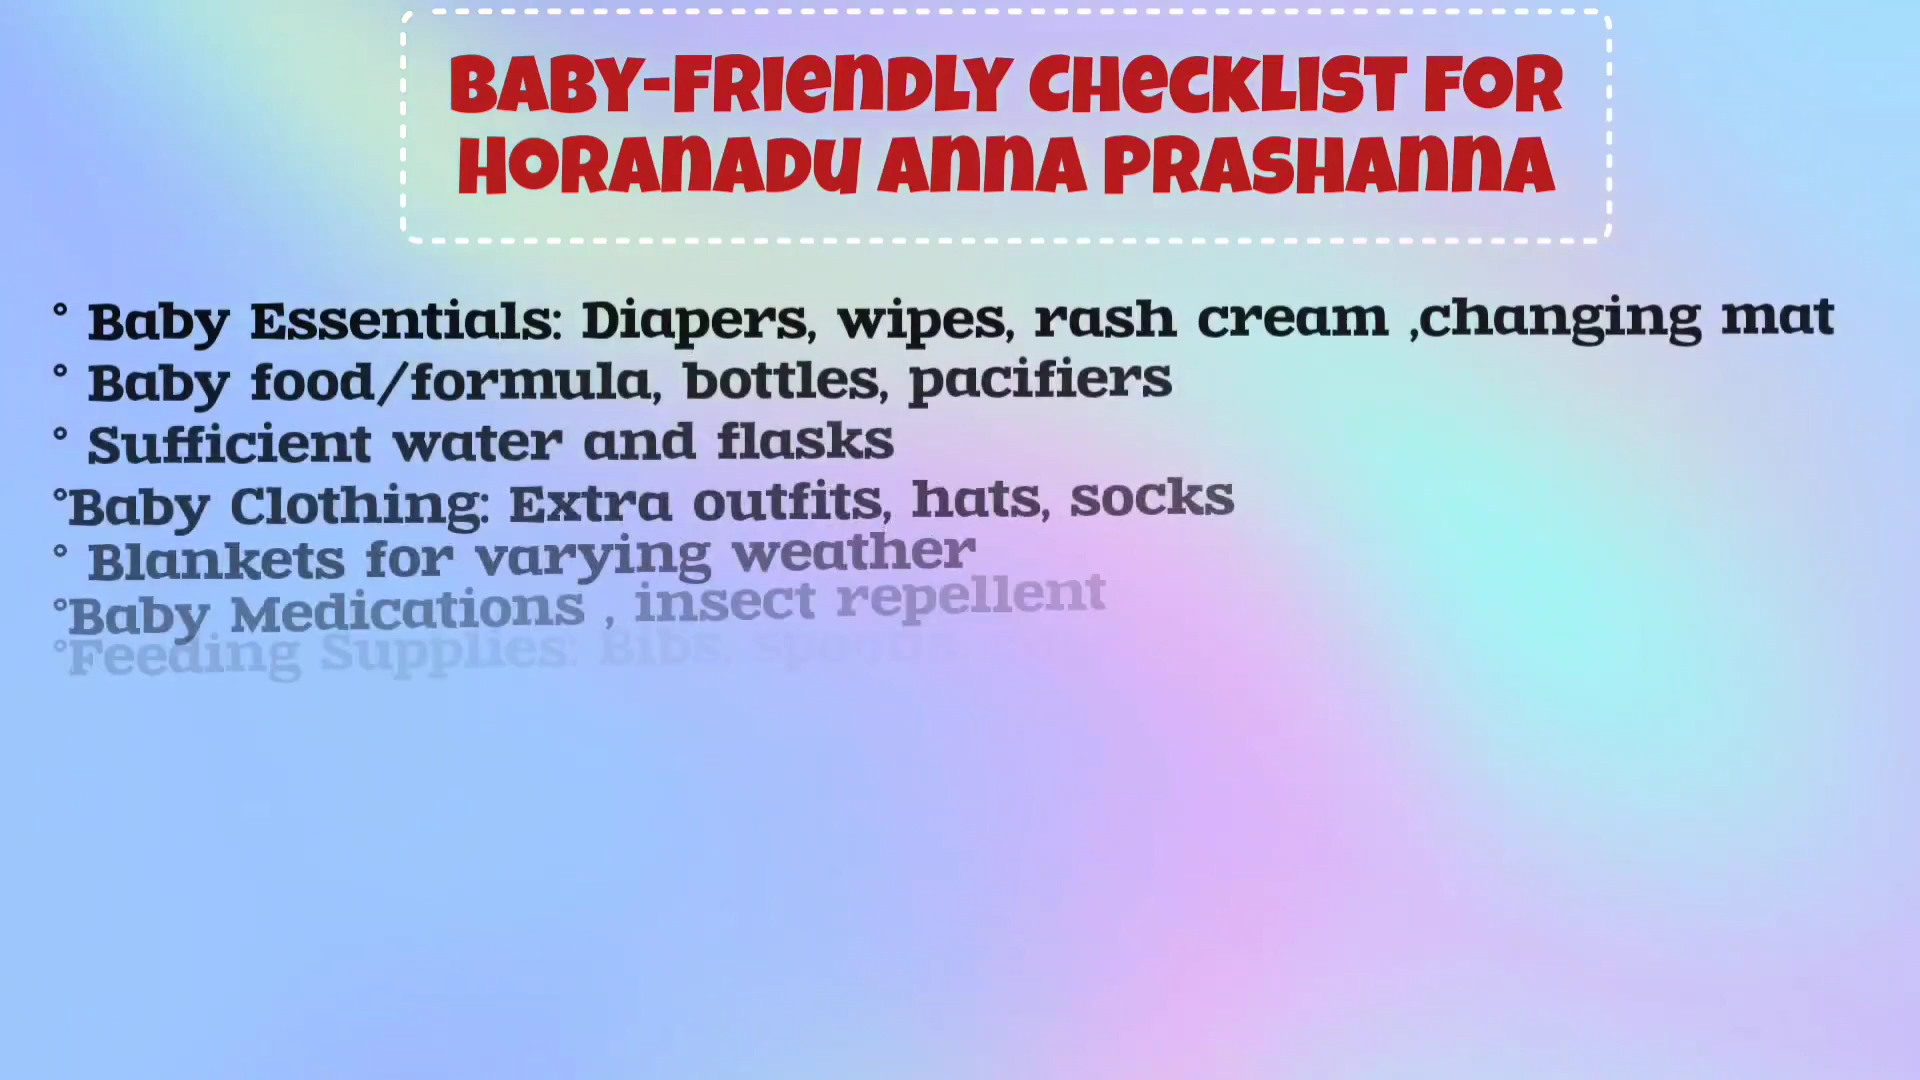 BABY-FRIENDLY CHECKLIST FOR
HORANADU ANNA PRASHANNA
° Baby Essentials: Diapers, wipes, rash cream ,changing mat
° Baby food/formula, bottles, pacifiers
° Sufficient water and flasks
°Baby Clothing: Extra outfits, hats, socks
° Blankets for varying weather
°Baby Medications , insect repellent
°Feeding Supplies: Bibs, spoons,